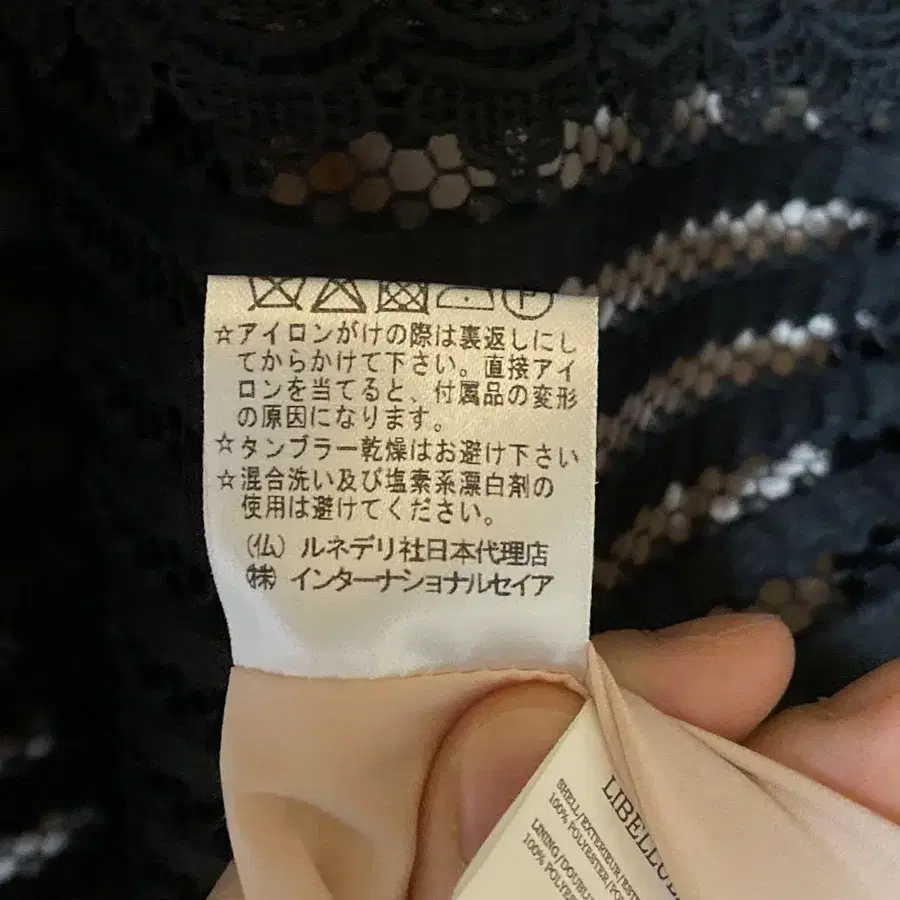 P
☆アイロンがけの際は裏返しにし
てからかけて下さい。直接アイ
ロンを当てると、付属品の変形
の原因になります。
☆タンブラー乾燥はお避け下さい
☆混合洗い及び塩素系漂白剤の
使用は避けてください。
(仏) ルネデリ社日本代理店
㈱ インターナショナルセイア
SHELL/EXTERIEUR/
100% POLYESTER/
LINING/
100% POLYESTER